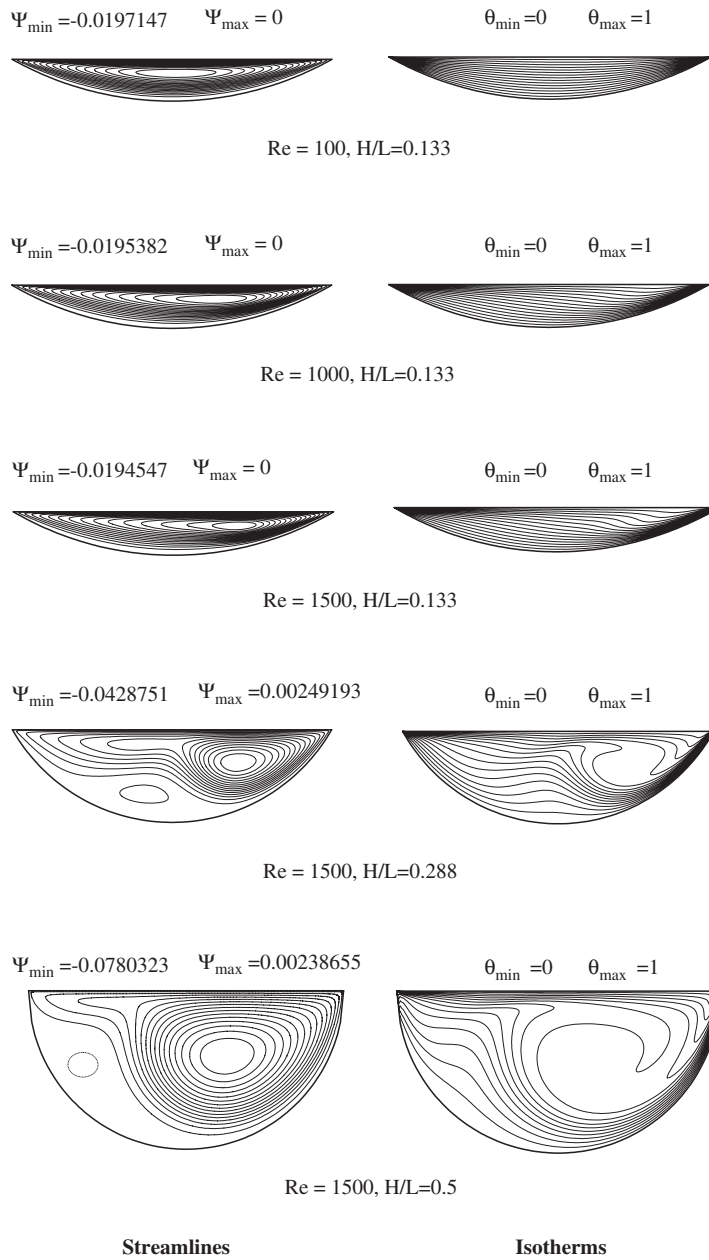 Ψmin =-0.0197147 Ψmax = 0 θmin =0 θmax =1
Re = 100, H/L=0.133
Ψmin =-0.0195382 Ψmax = 0 θmin =0 θmax =1
Re = 1000, H/L=0.133
Ψmin =-0.0194547 Ψmax = 0 θmin =0 θmax =1
Re = 1500, H/L=0.133
Ψmin =-0.0428751 Ψmax =0.00249193 θmin =0 θmax =1
Re = 1500, H/L=0.288
Ψmin =-0.0780323 Ψmax =0.00238655 θmin =0 θmax =1
Re = 1500, H/L=0.5
Streamlines Isotherms